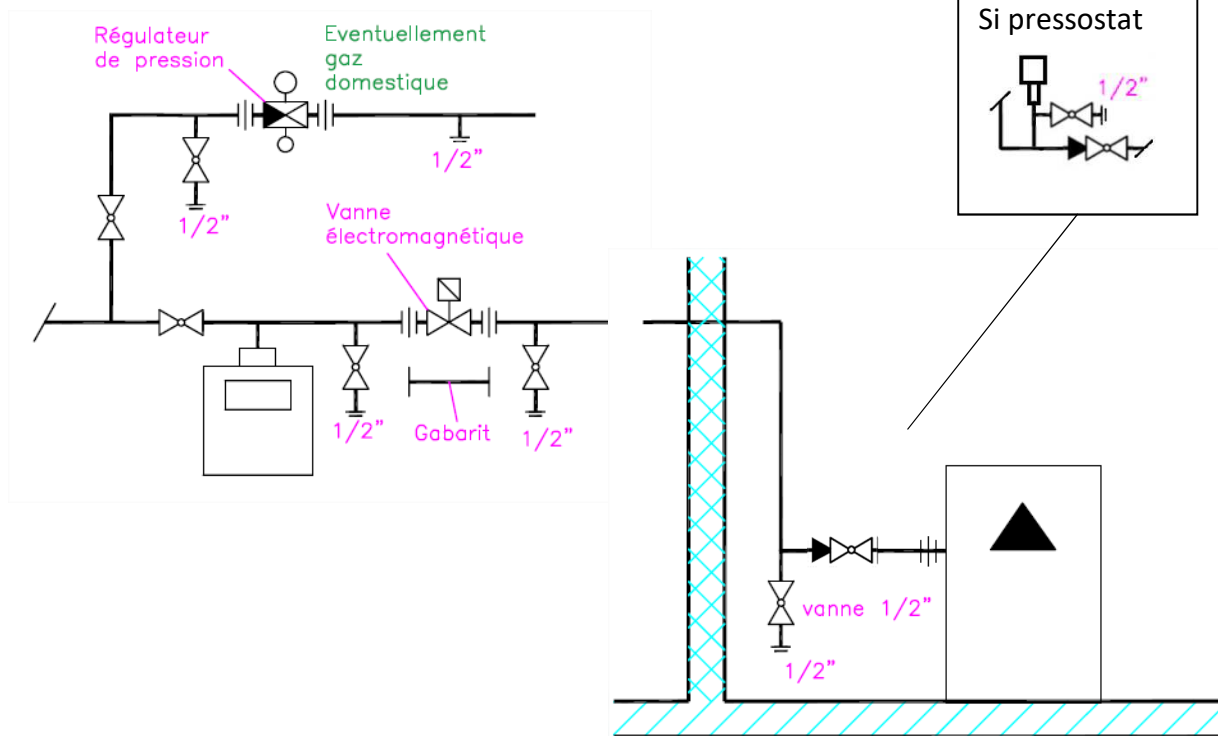 Si pressostat
1/2"
Régulateur
de pression
Eventuellement
gaz
domestique
1/2"
1/2"
Vanne
électromagnétique
1/2"
Gabarit
1/2"
vanne 1/2"
1/2"